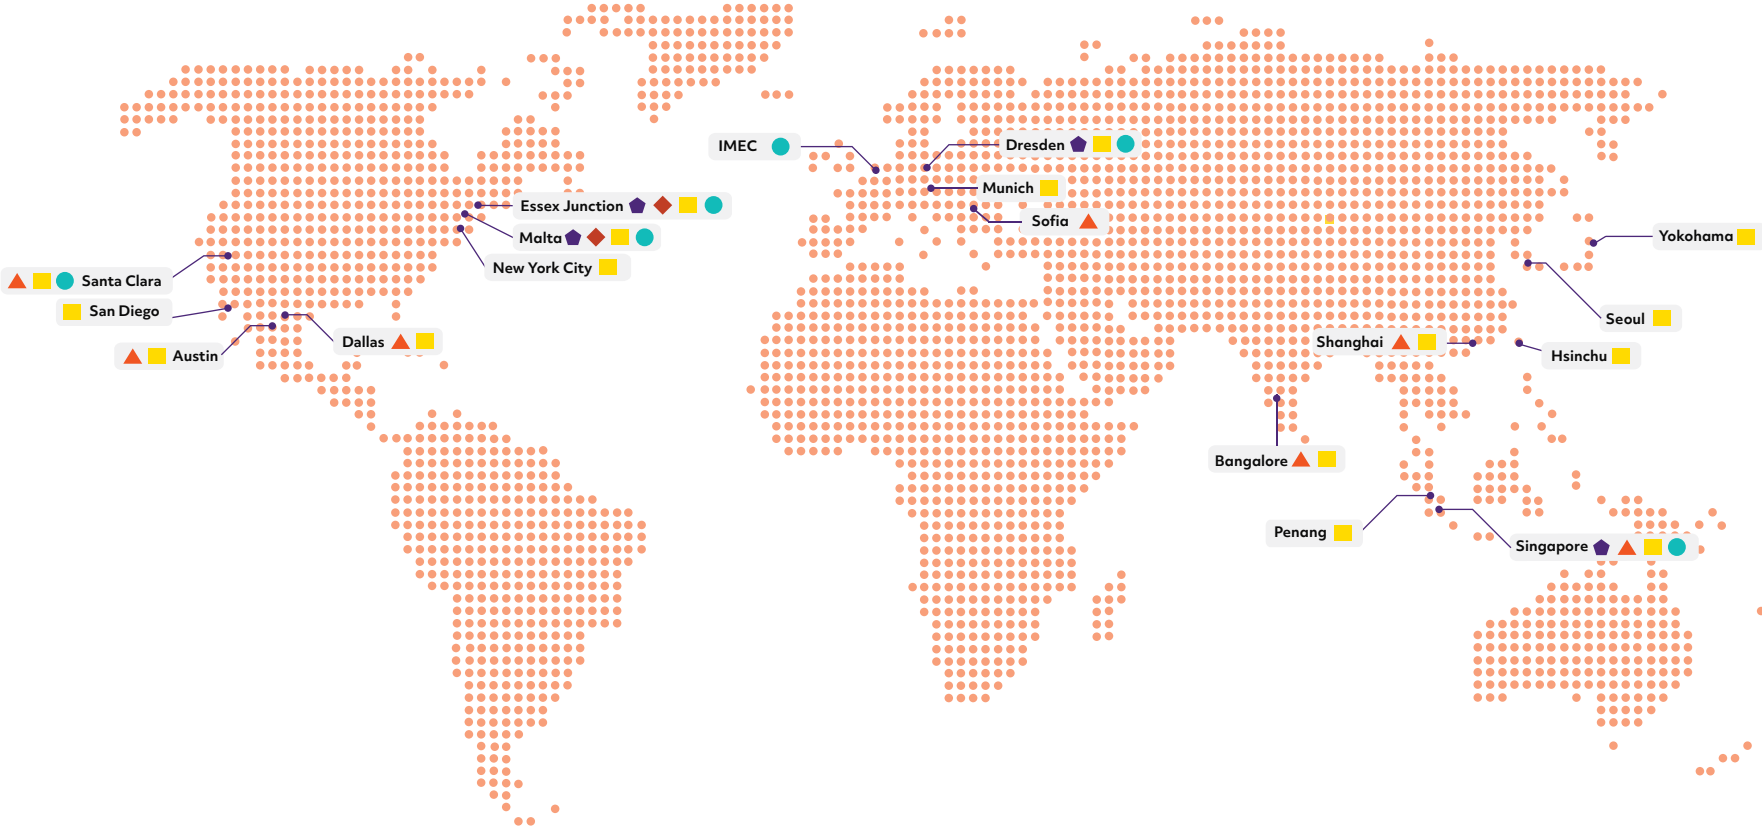 IMEC
Dresden
Munich
Essex Junction
Sofia
Malta
Yokohama
New York City
Santa Clara
San Diego
Seoul
Dallas
Shanghai
Austin
Hsinchu
Bangalore
Penang
Singapore